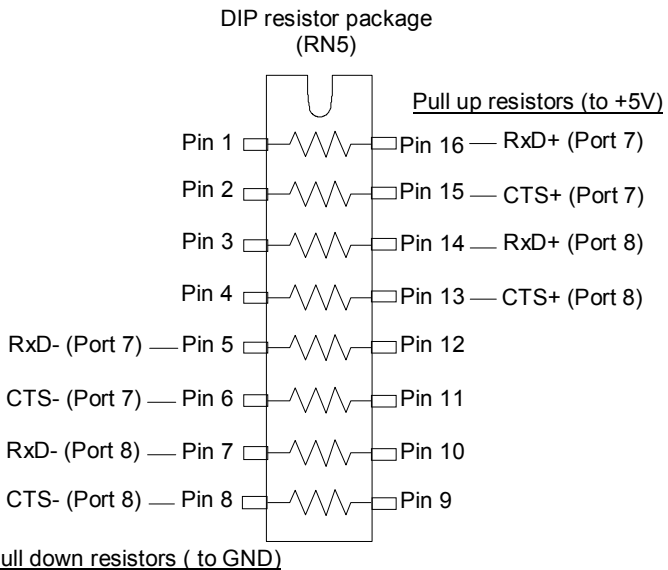 DIP resistor package
(RN5)
Pull up resistors (to +5V)
Pin 1 Pin 16 — RxD+ (Port 7)
Pin 2 Pin 15 — CTS+ (Port 7)
Pin 3 Pin 14 — RxD+ (Port 8)
Pin 4 Pin 13 — CTS+ (Port 8)
RxD- (Port 7) — Pin 5 Pin 12
CTS- (Port 7) — Pin 6 Pin 11
RxD- (Port 8) — Pin 7 Pin 10
CTS- (Port 8) — Pin 8 Pin 9
ull down resistors ( to GND)